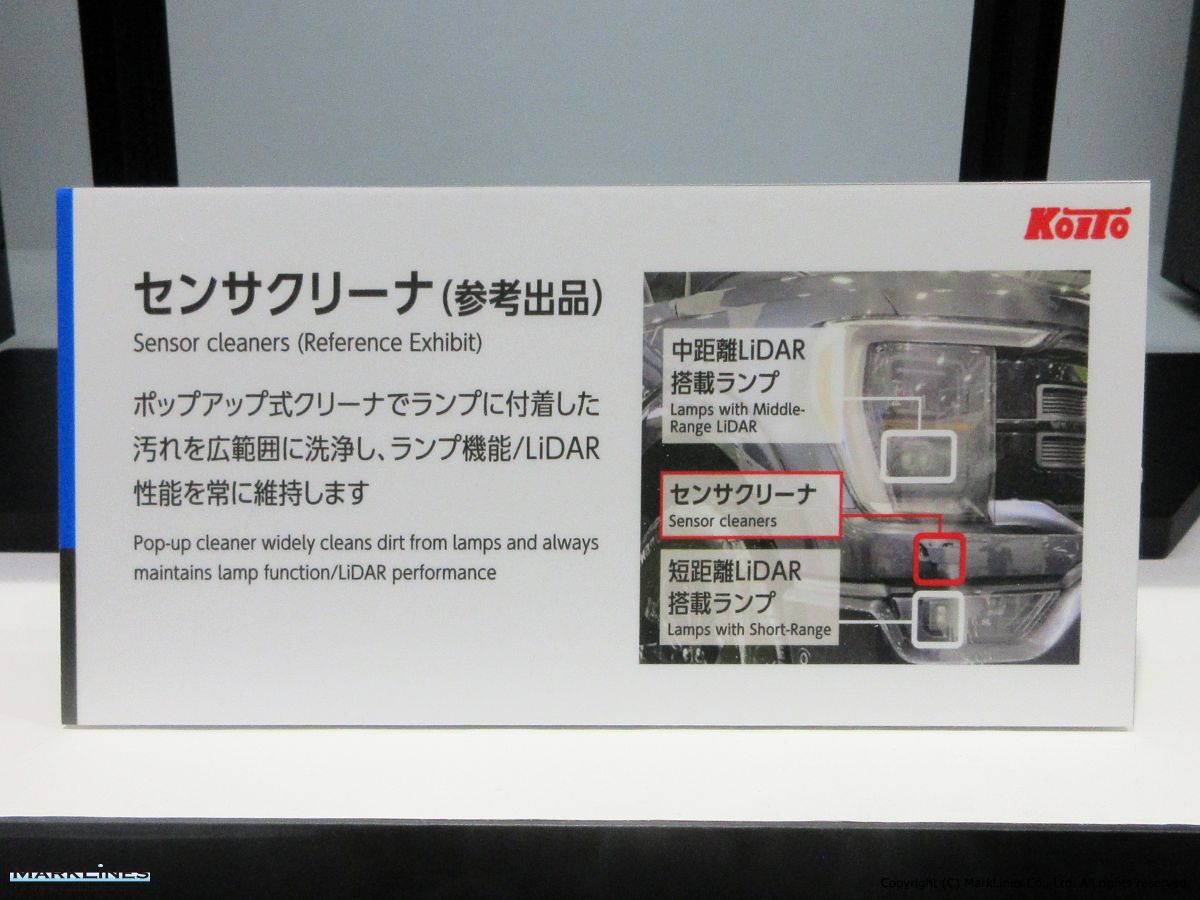 KOITO
センサクリーナ (参考出品)
Sensor cleaners (Reference Exhibit)
ポップアップ式クリーナでランプに付着した
汚れを広範囲に洗浄し、ランプ機能/LiDAR
性能を常に維持します
Pop-up cleaner widely cleans dirt from lamps and always
maintains lamp function/LiDAR performance
中距離LiDAR
搭載ランプ
Lamps with Middle-
Range LiDAR
センサクリーナ
Sensor cleaners
短距離LiDAR
搭載ランプ
Lamps with Short-Range
MARKLINES
Copyright (C) MarkLines Co., Ltd. All rights reserved.